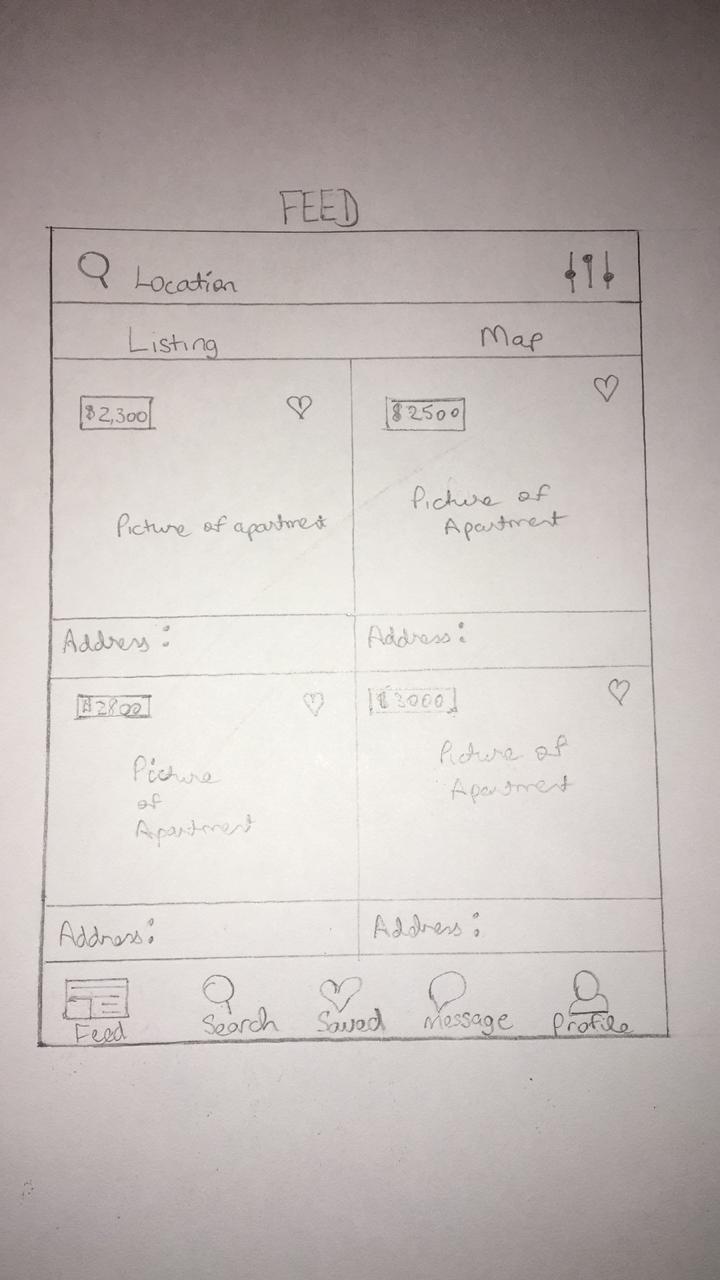 FEED
Location
Listing Map
$2,300 $2500
Picture of apartment
Picture of
Apartment
Address: Address:
$2800 $3000
Picture
of
Apartment
Picture of
Apartment
Address: Address:
Feed Search Saved Message Profile